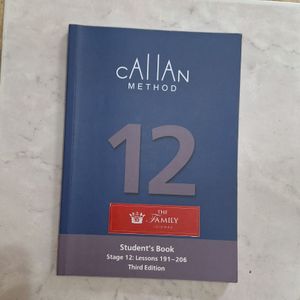 cAllAN
METHOD
12
THE
FAMILY
Student's Book
Stage 12: Lessons 191–206
Third Edition